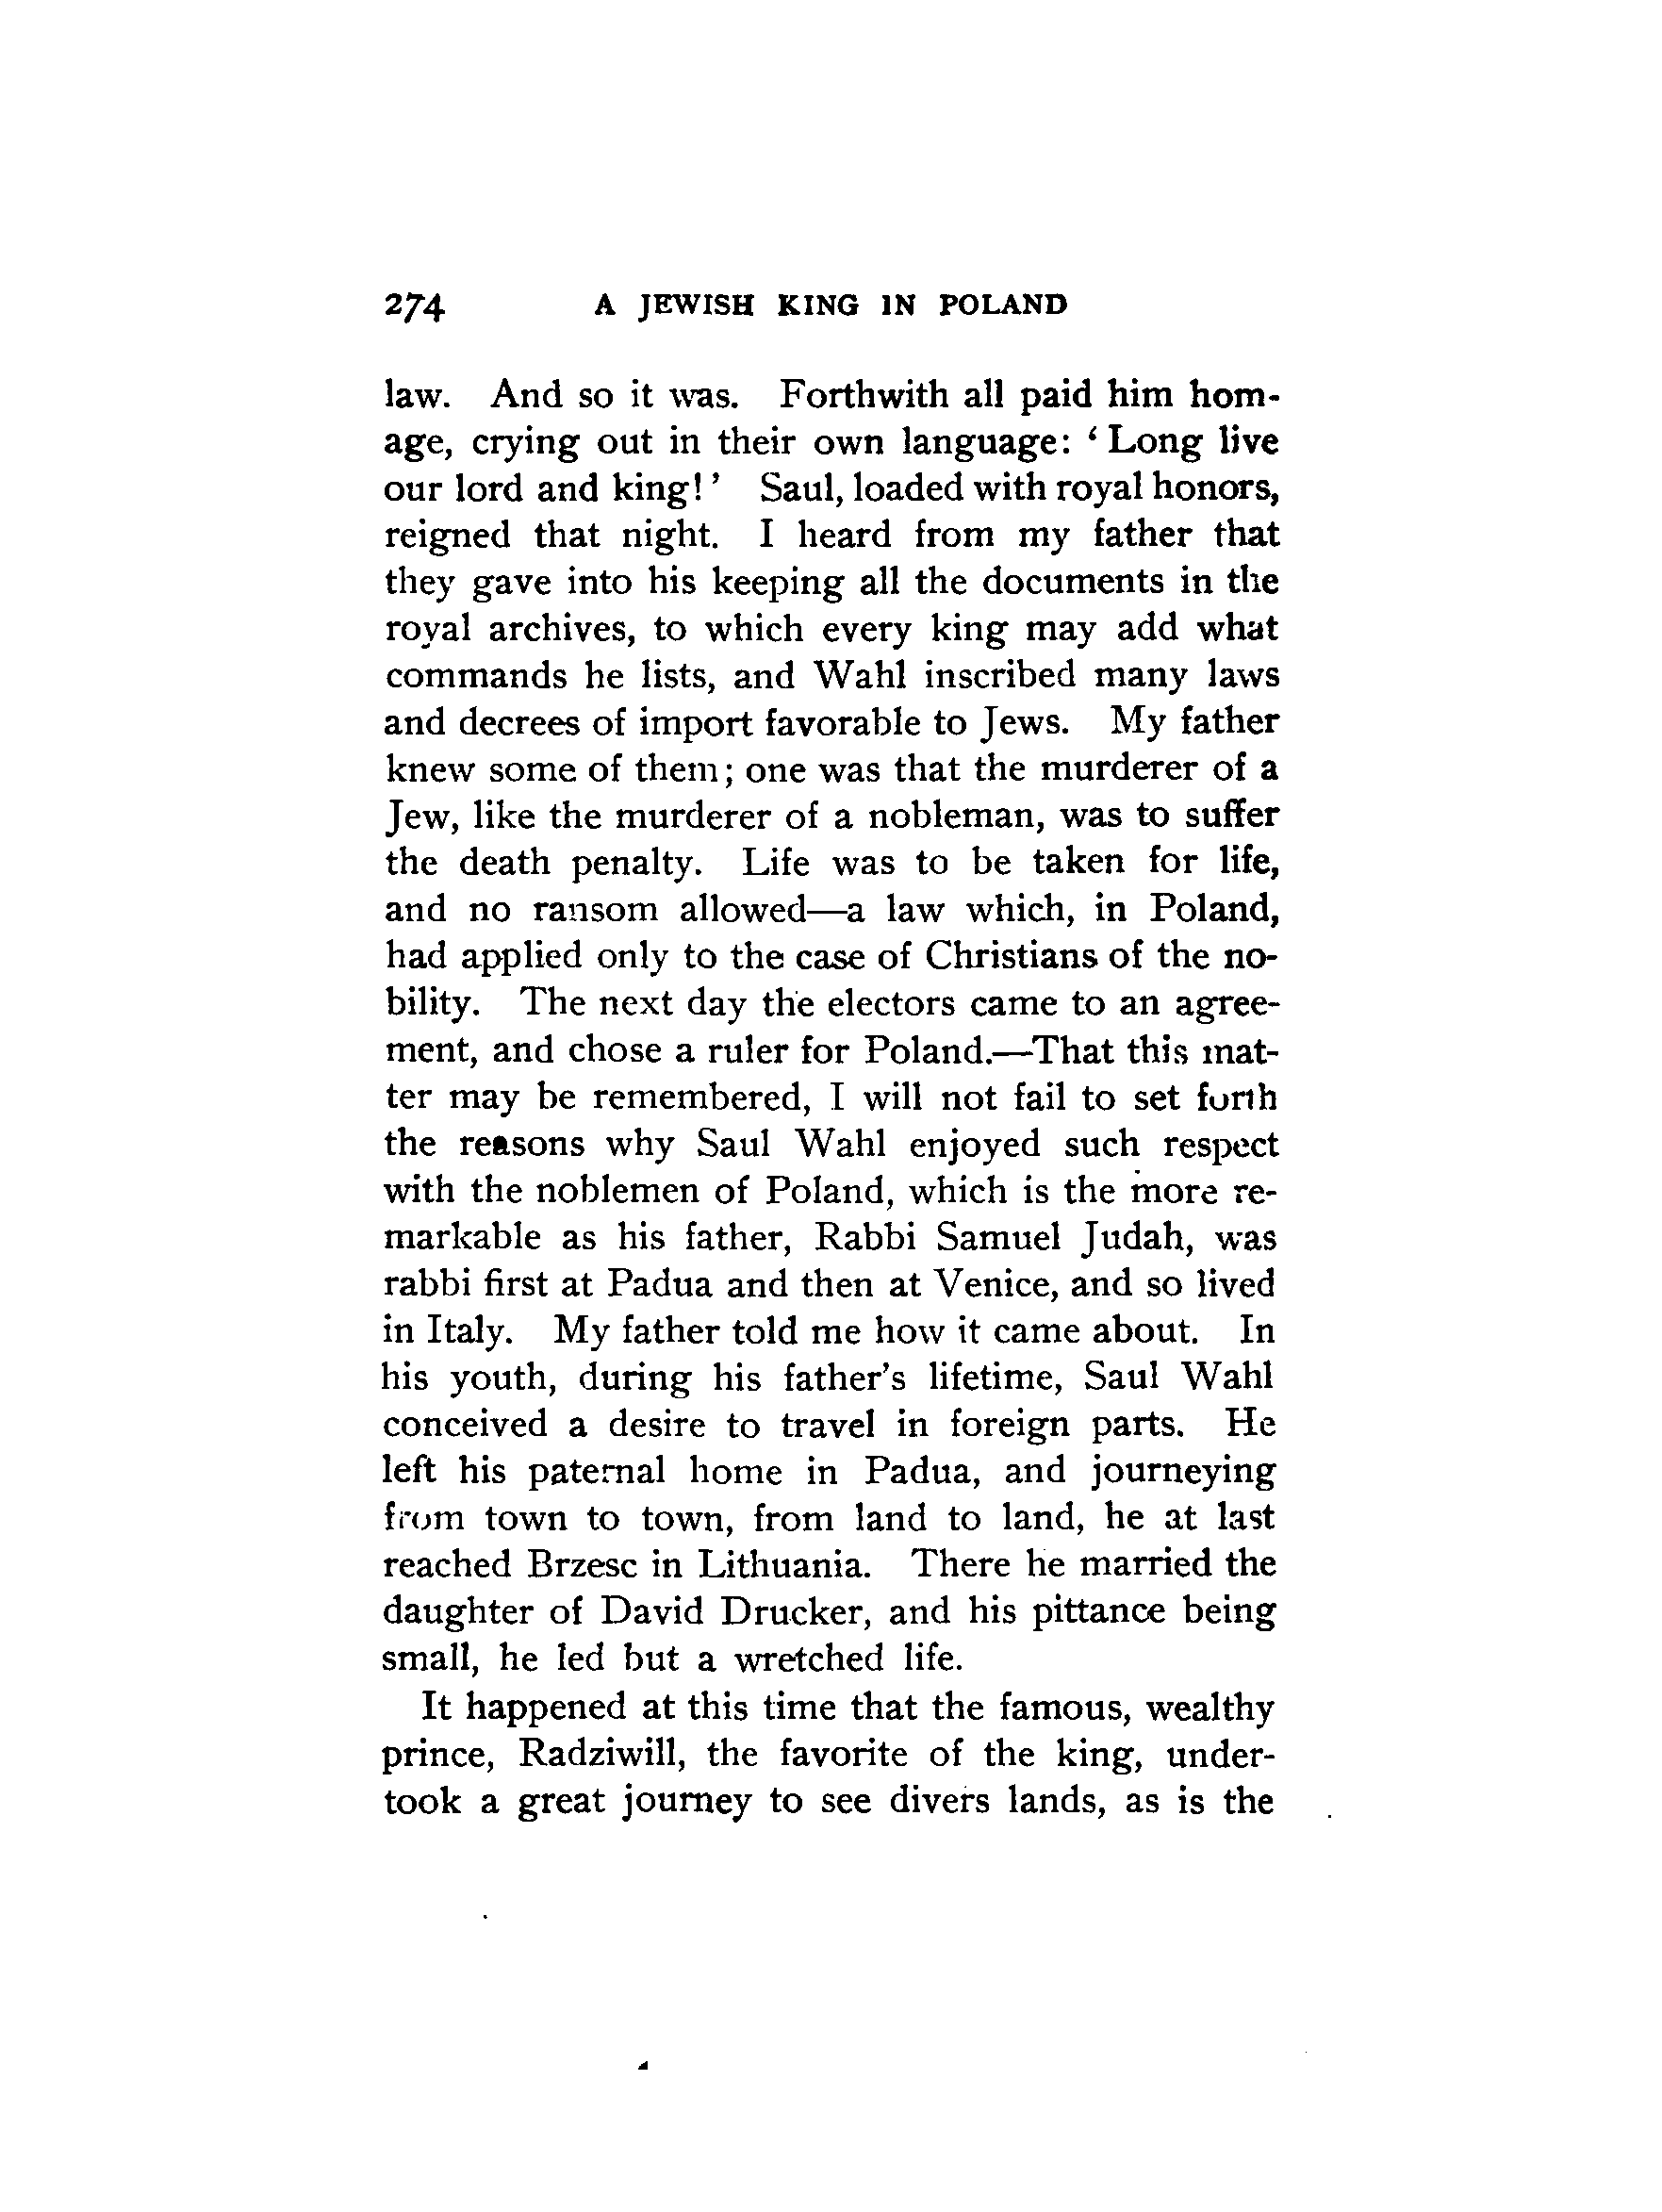 274 A JEWISH KING IN POLAND
law. And so it was. Forthwith all paid him hom-
age, crying out in their own language: ‘Long live
our lord and king!’ Saul, loaded with royal honors,
reigned that night. I heard from my father that
they gave into his keeping all the documents in the
royal archives, to which every king may add what
commands he lists, and Wahl inscribed many laws
and decrees of import favorable to Jews. My father
knew some of them; one was that the murderer of a
Jew, like the murderer of a nobleman, was to suffer
the death penalty. Life was to be taken for life,
and no ransom allowed—a law which, in Poland,
had applied only to the case of Christians of the no-
bility. The next day the electors came to an agree-
ment, and chose a ruler for Poland.—That this mat-
ter may be remembered, I will not fail to set forth
the reasons why Saul Wahl enjoyed such respect
with the noblemen of Poland, which is the more re-
markable as his father, Rabbi Samuel Judah, was
rabbi first at Padua and then at Venice, and so lived
in Italy. My father told me how it came about. In
his youth, during his father’s lifetime, Saul Wahl
conceived a desire to travel in foreign parts. He
left his paternal home in Padua, and journeying
from town to town, from land to land, he at last
reached Brzesc in Lithuania. There he married the
daughter of David Drucker, and his pittance being
small, he led but a wretched life.
It happened at this time that the famous, wealthy
prince, Radziwill, the favorite of the king, under-
took a great journey to see divers lands, as is the